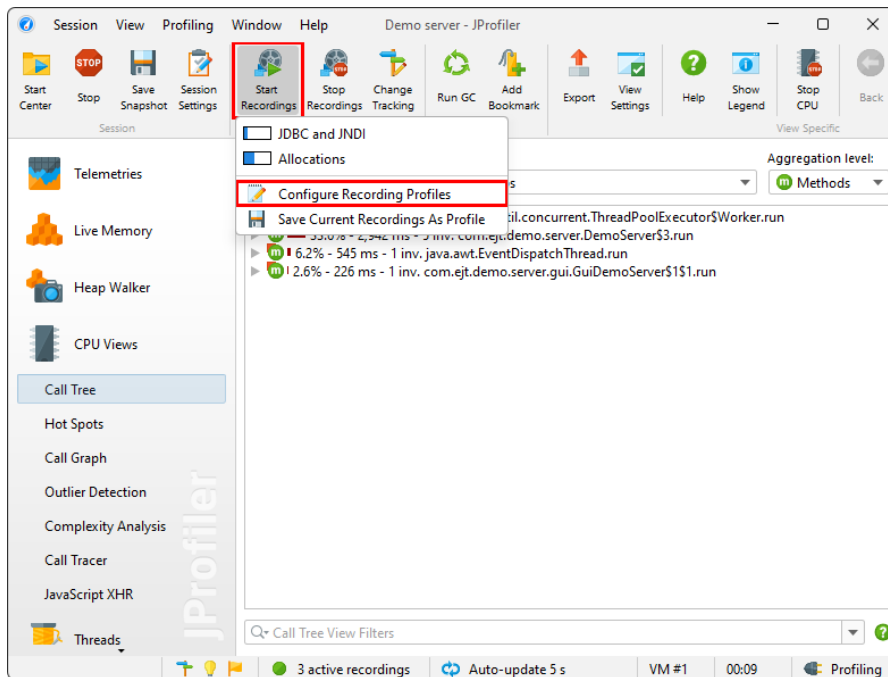 Session View Profiling Window Help Demo server - JProfiler
Start Center
STOP Stop
Save Snapshot
Session Settings
Start Recordings
Stop Recordings
Change Tracking
Run GC
Add Bookmark
Export
View Settings
Help
Show Legend
Stop CPU
Back
Session
View Specific
JDBC and JNDI
Allocations
Configure Recording Profiles
Save Current Recordings As Profile
Aggregation level:
Methods
Telemetries
Live Memory
Heap Walker
CPU Views
Call Tree
Hot Spots
Call Graph
Outlier Detection
Complexity Analysis
Call Tracer
JavaScript XHR
Threads
JProfiler
til.concurrent.ThreadPoolExecutor$Worker.run
2,942 ms - 5 inv. com.ejt.demo.server.DemoServer$3.run
6.2% - 545 ms - 1 inv. java.awt.EventDispatchThread.run
2.6% - 226 ms - 1 inv. com.ejt.demo.server.gui.GuiDemoServer$1$1.run
Call Tree View Filters
3 active recordings Auto-update 5 s VM #1 00:09 Profiling